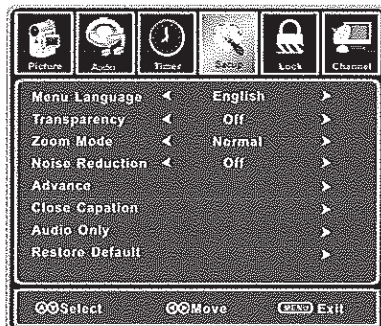 Picture Audio Timer Setup Lock Channel
Menu Language English
Transparency Off
Zoom Mode Normal
Noise Reduction Off
Advance
Close Capation
Audio Only
Restore Default
Select Move MENU Exit